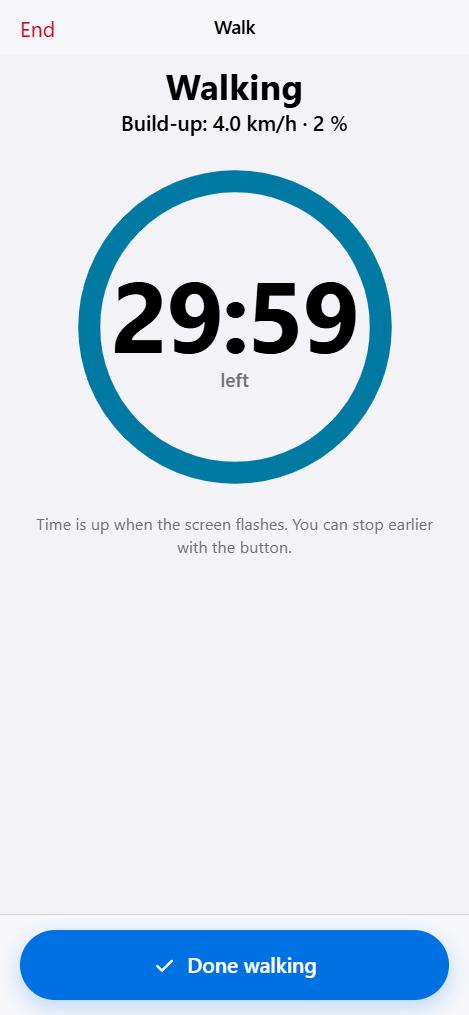 End
Walk
Walking
Build-up: 4.0 km/h · 2 %
29:59
left
Time is up when the screen flashes. You can stop earlier
with the button.
Done walking